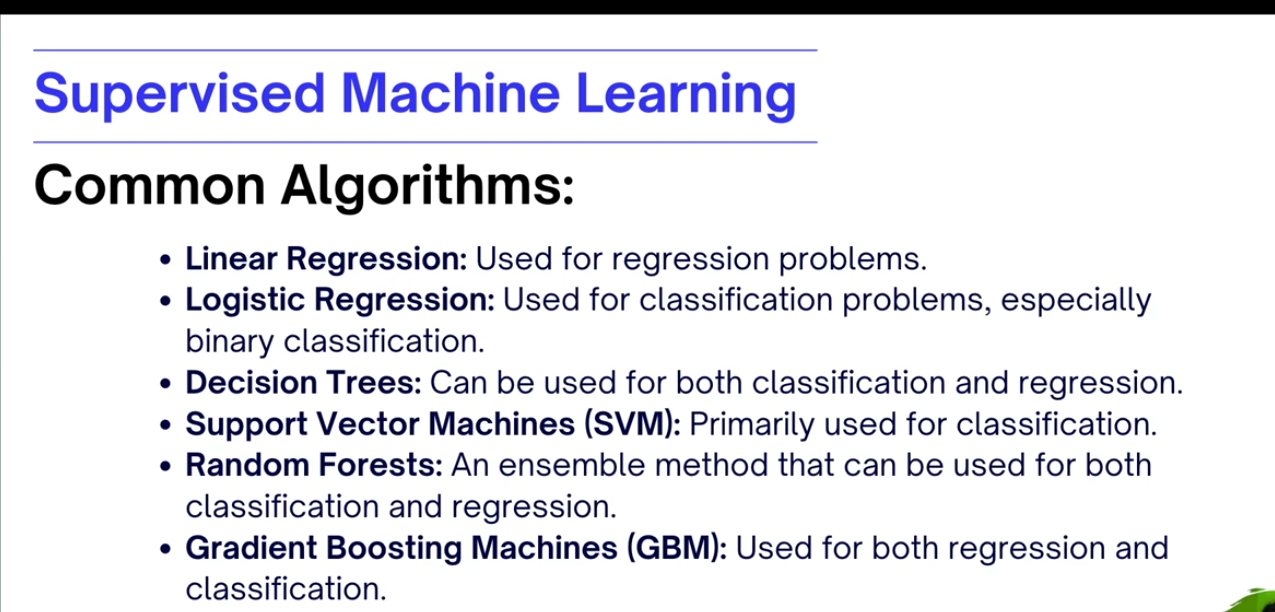 Supervised Machine Learning
Common Algorithms:
• Linear Regression: Used for regression problems.
• Logistic Regression: Used for classification problems, especially
binary classification.
• Decision Trees: Can be used for both classification and regression.
• Support Vector Machines (SVM): Primarily used for classification.
• Random Forests: An ensemble method that can be used for both
classification and regression.
• Gradient Boosting Machines (GBM): Used for both regression and
classification.